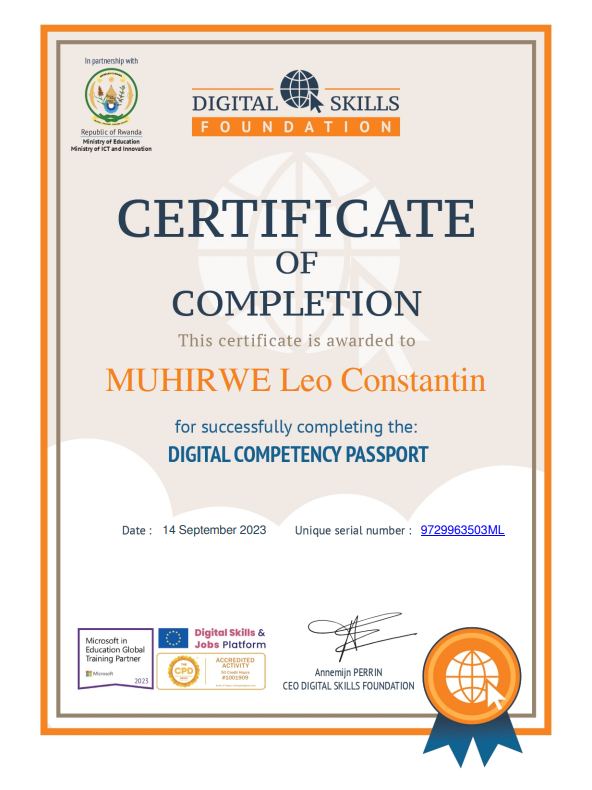 In partnership with
Republic of Rwanda
Ministry of Education
Ministry of ICT and Innovation
DIGITAL SKILLS
FOUNDATION
CERTIFICATE
OF
COMPLETION
This certificate is awarded to
MUHIRWE Leo Constantin
for successfully completing the:
DIGITAL COMPETENCY PASSPORT
Date : 14 September 2023 Unique serial number : 9729963503ML
Microsoft in
Education Global
Training Partner
Microsoft
2023
Digital Skills &
Jobs Platform
CPD
ACCREDITED
ACTIVITY
50 Credit Hours
#1001909
Annemijn PERRIN
CEO DIGITAL SKILLS FOUNDATION